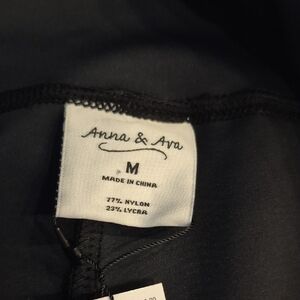 Anna & Ava
M
MADE IN CHINA
77% NYLON
23% LYCRA